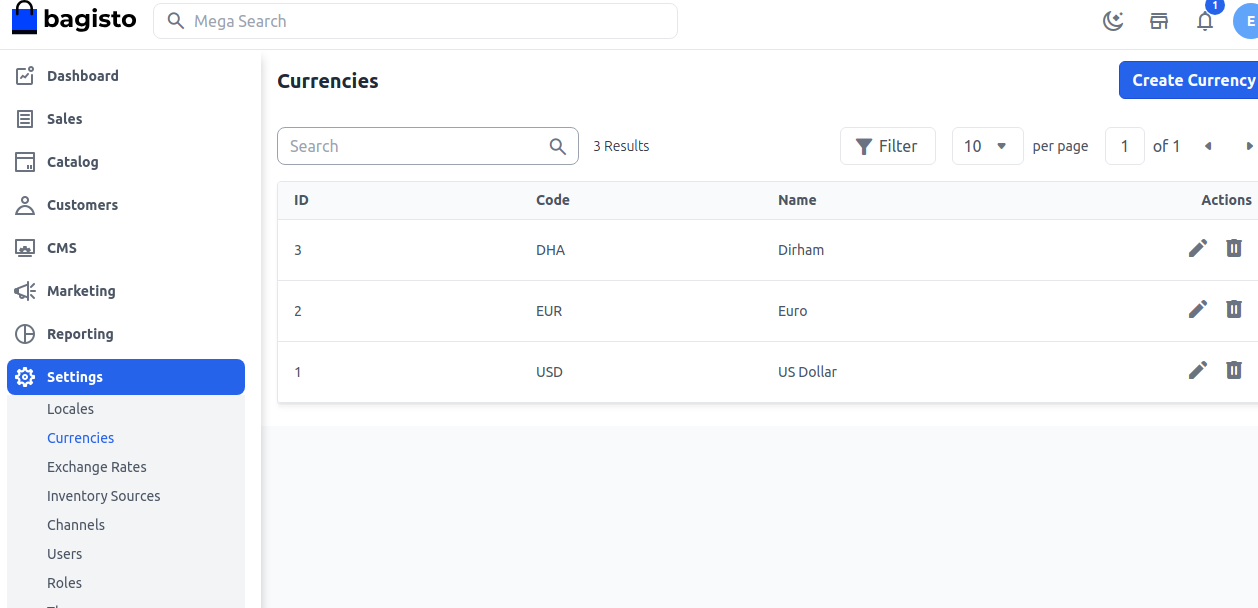 bagisto
Mega Search
1
E
Dashboard
Sales
Catalog
Customers
CMS
Marketing
Reporting
Settings
Locales
Currencies
Exchange Rates
Inventory Sources
Channels
Users
Roles
Currencies
Create Currency
Search
3 Results
Filter
10
per page
1
of 1
ID Code Name Actions
3 DHA Dirham
2 EUR Euro
1 USD US Dollar